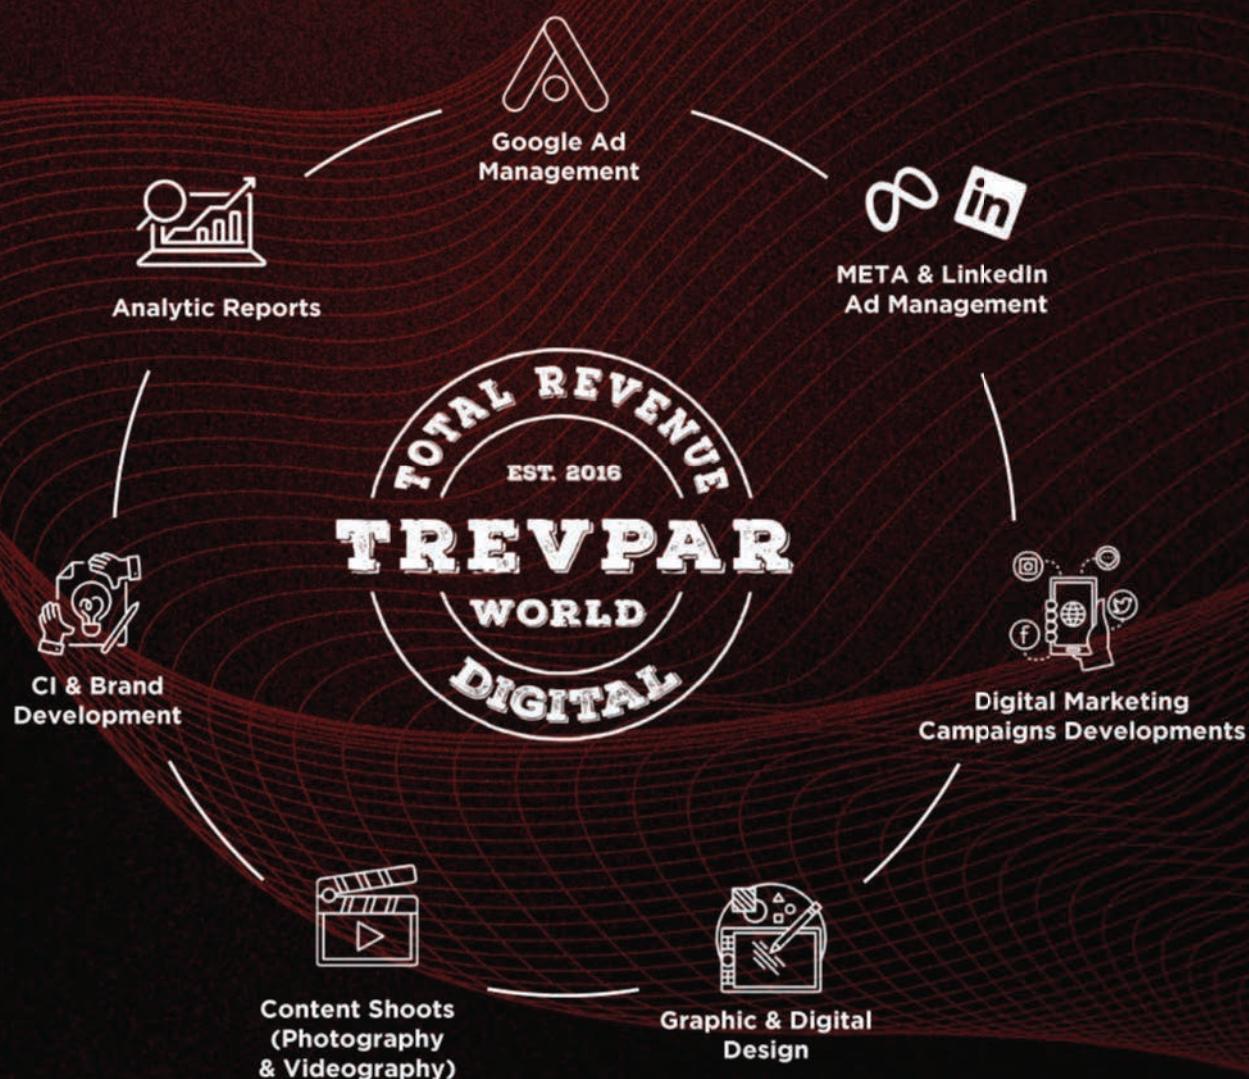 Google Ad
Management
META & LinkedIn
Ad Management
Analytic Reports
TOTAL REVENUE
EST. 2016
TREVPAR
WORLD
DIGITAL
CI & Brand
Development
Digital Marketing
Campaigns Developments
Content Shoots
(Photography
& Videography)
Graphic & Digital
Design
in
f